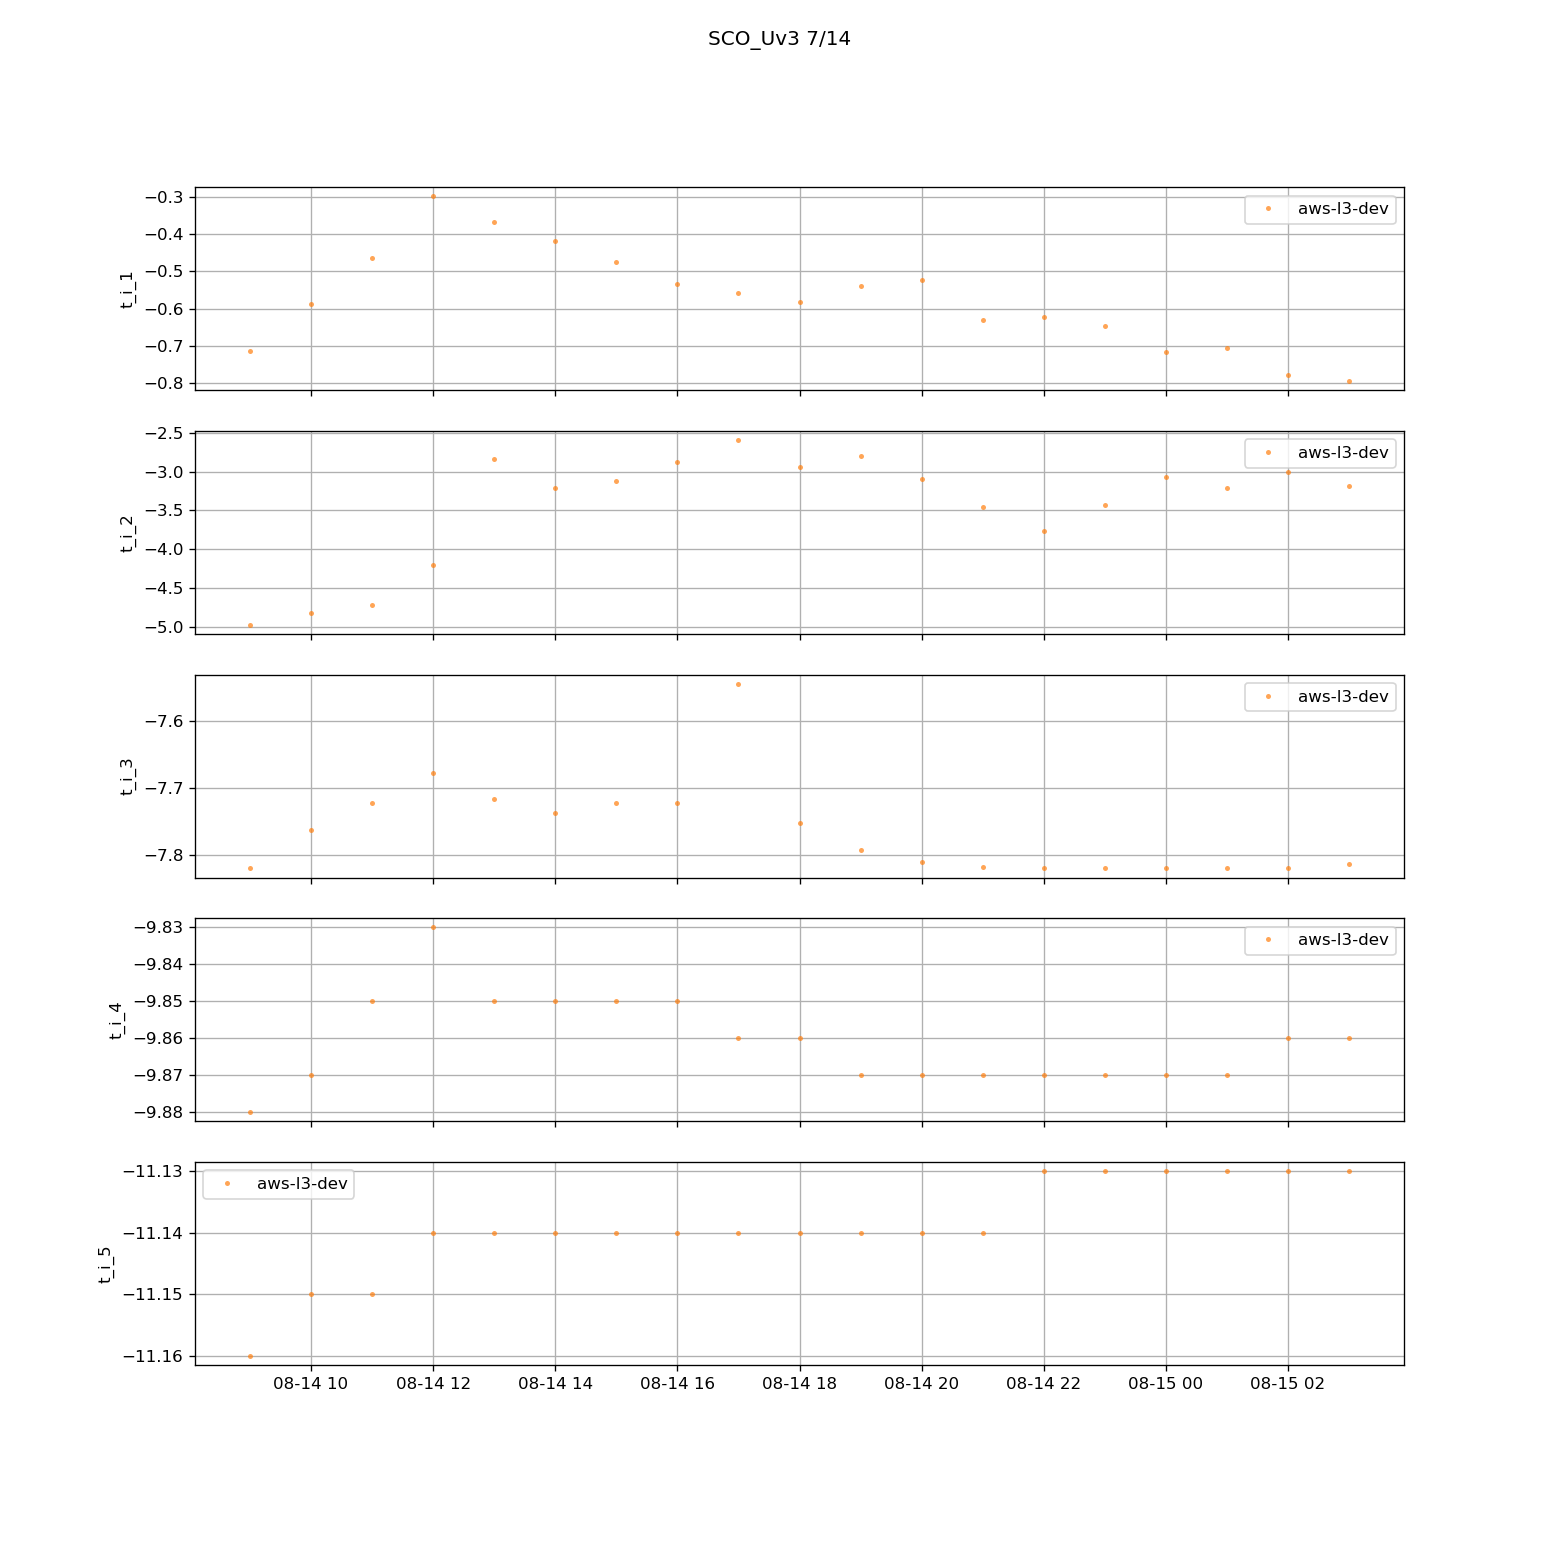 SCO_Uv3 7/14
−0.3
−0.4
−0.5
−0.6
−0.7
−0.8
t_i_1
aws-l3-dev
−2.5
−3.0
−3.5
−4.0
−4.5
−5.0
t_i_2
aws-l3-dev
−7.6
−7.7
−7.8
t_i_3
aws-l3-dev
−9.83
−9.84
−9.85
−9.86
−9.87
−9.88
t_i_4
aws-l3-dev
−11.13
−11.14
−11.15
−11.16
t_i_5
aws-l3-dev
08-14 10 08-14 12 08-14 14 08-14 16 08-14 18 08-14 20 08-14 22 08-15 00 08-15 02